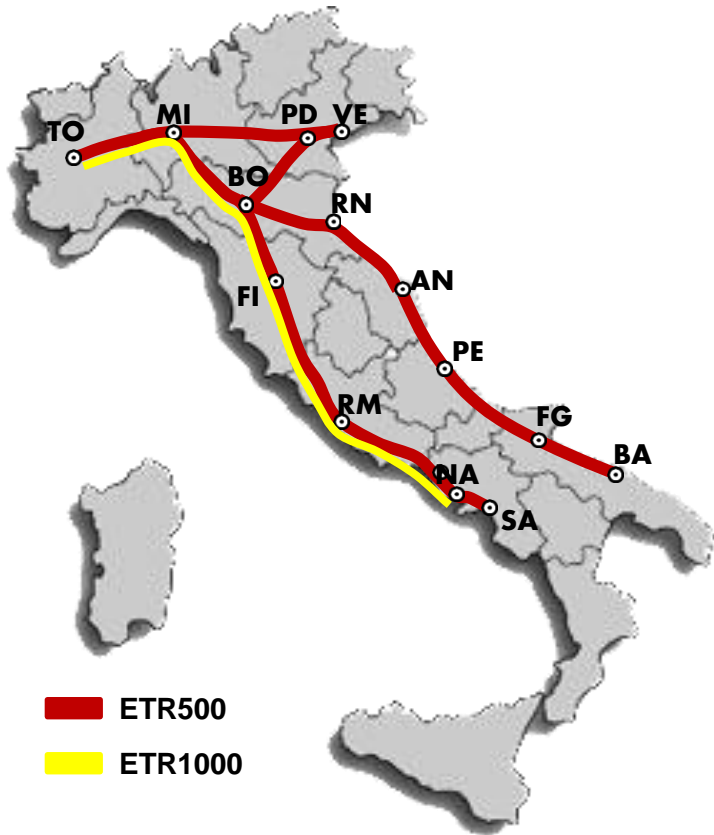 MI
PD
VE
TO
BO
RN
AN
FI
PE
RM
FG
BA
NA
SA
ETR500
ETR1000